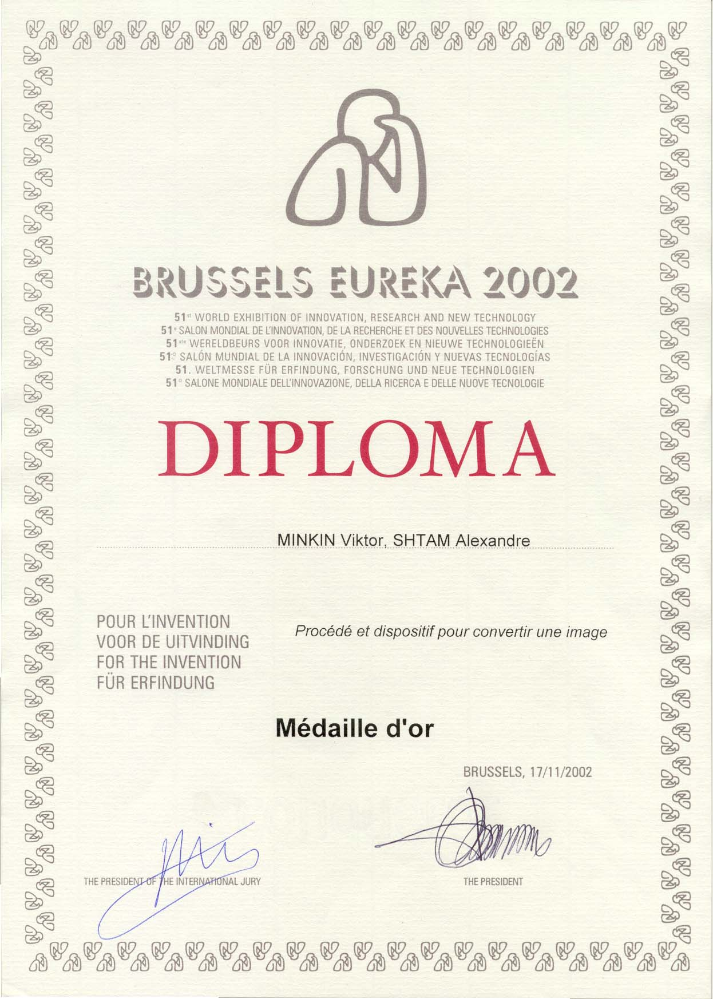 BRUSSELS EUREKA 2002
51st WORLD EXHIBITION OF INNOVATION, RESEARCH AND NEW TECHNOLOGY
51e SALON MONDIAL DE L'INNOVATION, DE LA RECHERCHE ET DES NOUVELLES TECHNOLOGIES
51ste WERELDBEURS VOOR INNOVATIE, ONDERZOEK EN NIEUWE TECHNOLOGIEËN
51° SALÓN MUNDIAL DE LA INNOVACIÓN, INVESTIGACIÓN Y NUEVAS TECNOLOGÍAS
51. WELTMESSE FÜR ERFINDUNG, FORSCHUNG UND NEUE TECHNOLOGIEN
51° SALONE MONDIALE DELL'INNOVAZIONE, DELLA RICERCA E DELLE NUOVE TECNOLOGIE
DIPLOMA
MINKIN Viktor, SHTAM Alexandre
POUR L'INVENTION
VOOR DE UITVINDING
FOR THE INVENTION
FÜR ERFINDUNG
Procédé et dispositif pour convertir une image
Médaille d'or
BRUSSELS, 17/11/2002
THE PRESIDENT OF THE INTERNATIONAL JURY
THE PRESIDENT